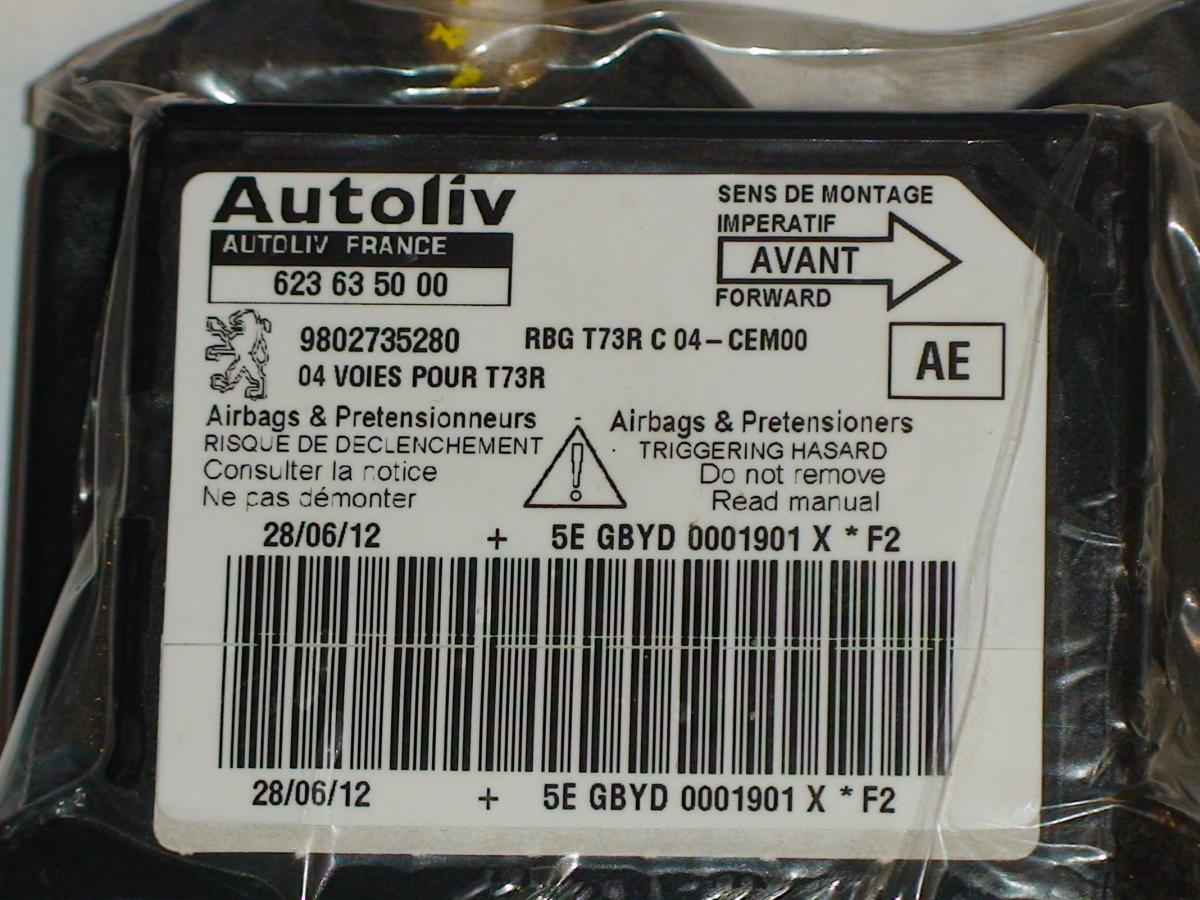 Autoliv
AUTOLIV FRANCE
623 63 50 00
SENS DE MONTAGE
IMPERATIF
AVANT
FORWARD
9802735280 RBG T73R C 04-CEM00
04 VOIES POUR T73R
AE
Airbags & Pretensionneurs
RISQUE DE DECLENCHEMENT
Consulter la notice
Ne pas démonter
Airbags & Pretensioners
TRIGGERING HASARD
Do not remove
Read manual
28/06/12 + 5E GBYD 0001901 X * F2
28/06/12 + 5E GBYD 0001901 X * F2